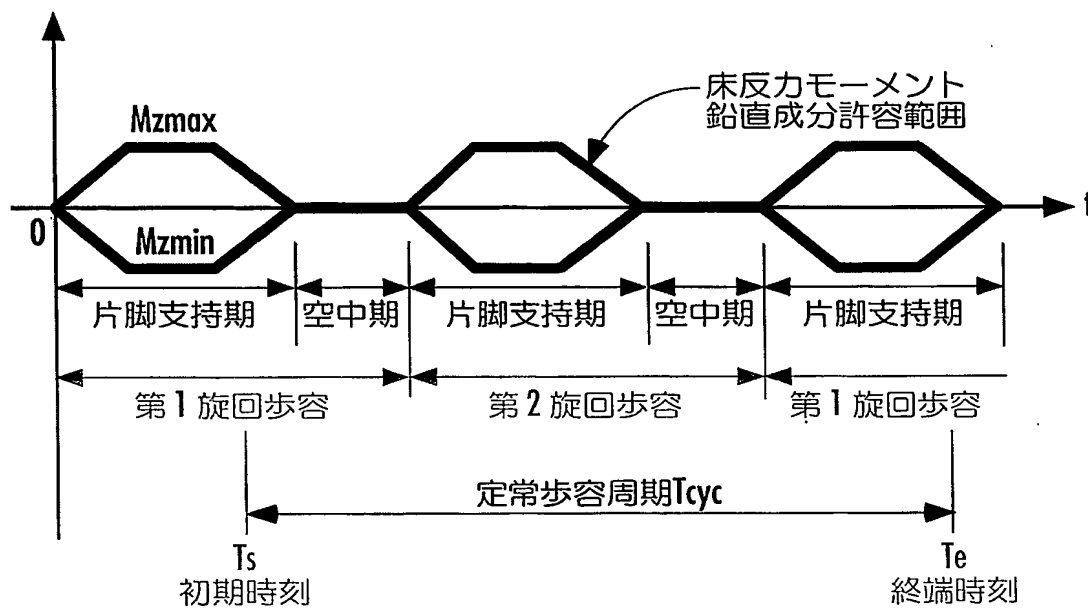 床反力モーメント
鉛直成分許容範囲
Mzmax
t
0
Mzmin
片脚支持期
空中期
片脚支持期
空中期
片脚支持期
第1旋回歩容
第2旋回歩容
第1旋回歩容
定常歩容周期Tcyc
Ts
初期時刻
Te
終端時刻